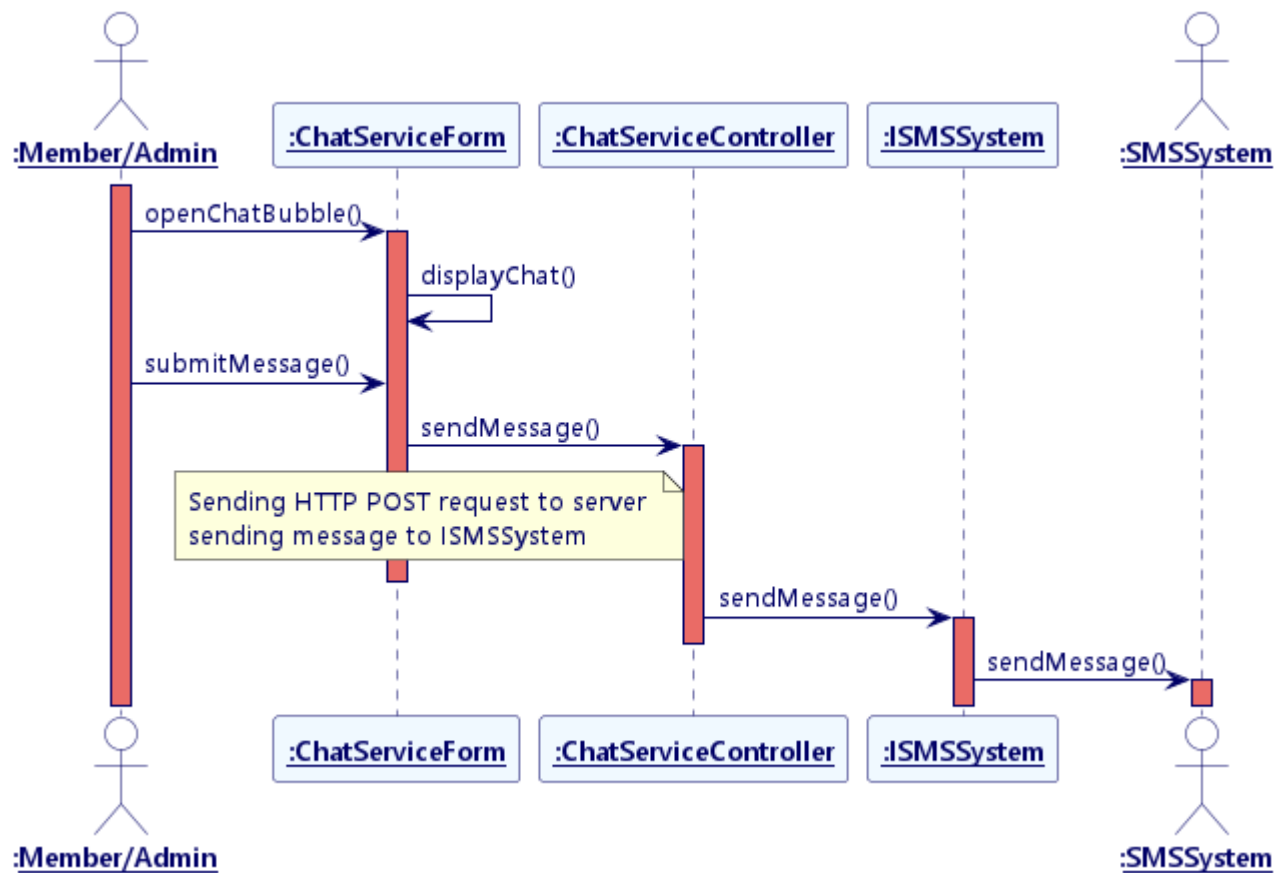 :Member/Admin
:ChatServiceForm
:ChatServiceController
:ISMSSystem
:SMSSystem
openChatBubble()
displayChat()
submitMessage()
sendMessage()
Sending HTTP POST request to server
sending message to ISMSSystem
sendMessage()
sendMessage()
:Member/Admin
:ChatServiceForm
:ChatServiceController
:ISMSSystem
:SMSSystem